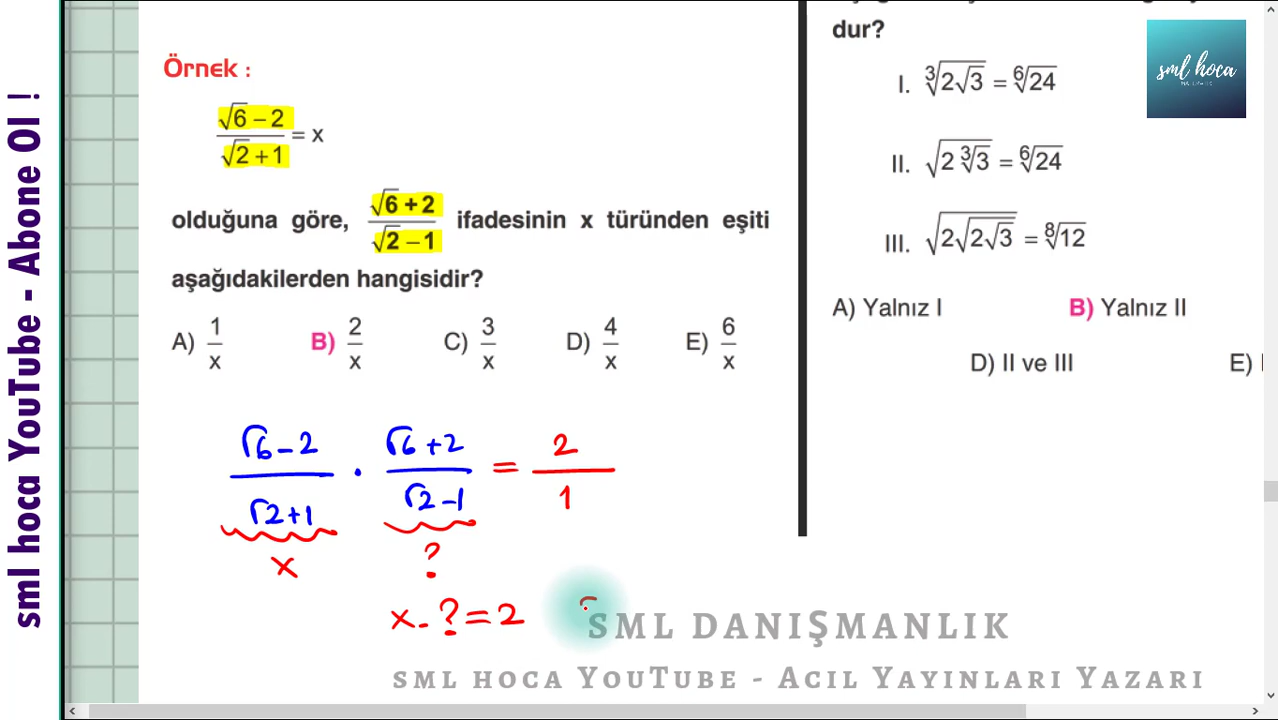 sml hoca YouTube - Abone Ol !
Örnek :
(√6 − 2)/(√2 + 1) = x
olduğuna göre, (√6 + 2)/(√2 − 1) ifadesinin x türünden eşiti
aşağıdakilerden hangisidir?
A) 1/x B) 2/x C) 3/x D) 4/x E) 6/x
(√6−2)/(√2+1) · (√6+2)/(√2−1) = 2/1
x ?
x . ? = 2
dur?
sml hoca
I. ∛(2√3) = ⁶√24
II. √(2∛3) = ⁶√24
III. √(2√(2√3)) = ⁸√12
A) Yalnız I B) Yalnız II
D) II ve III E)
SML DANIŞMANLIK
SML HOCA YOUTUBE - ACIL YAYINLARI YAZARI